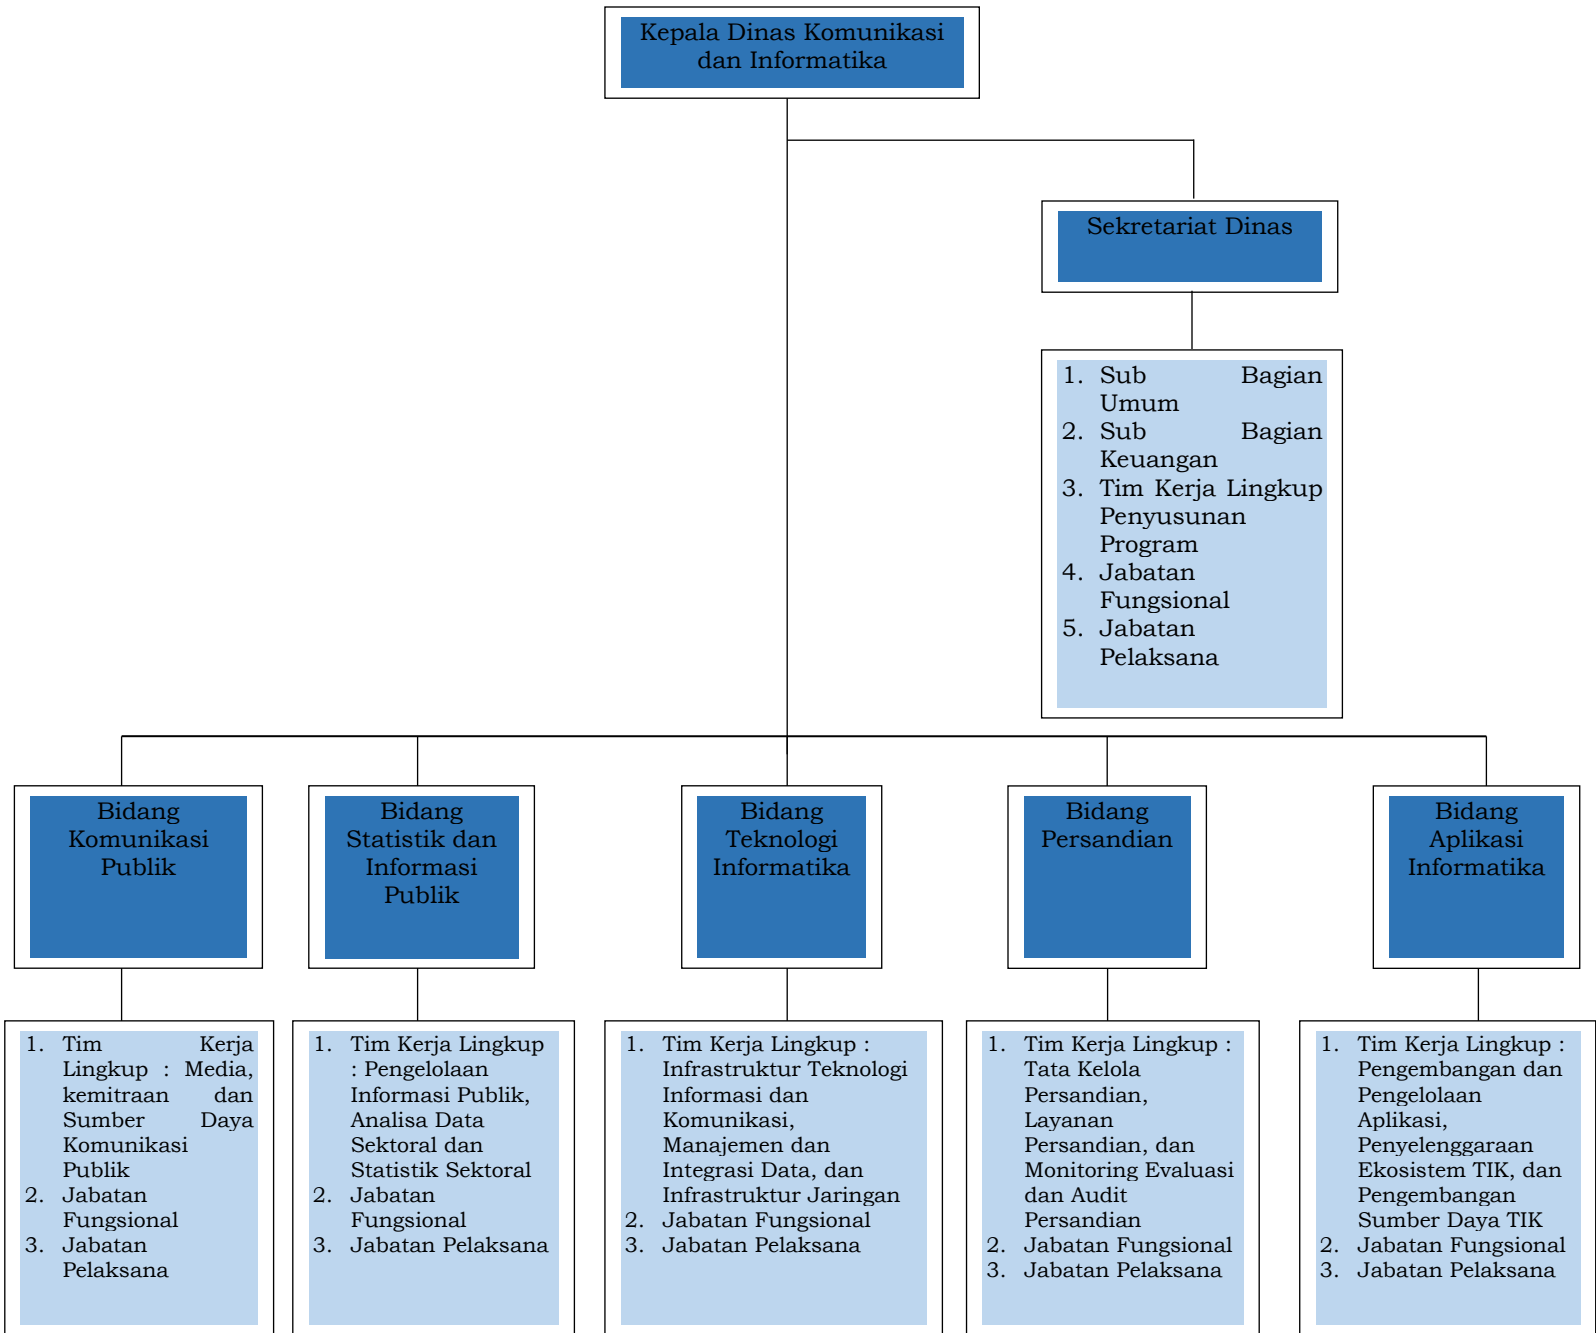 Kepala Dinas Komunikasi
dan Informatika
Sekretariat Dinas
1. Sub Bagian
Umum
2. Sub Bagian
Keuangan
3. Tim Kerja Lingkup
Penyusunan
Program
4. Jabatan
Fungsional
5. Jabatan
Pelaksana
Bidang
Komunikasi
Publik
Bidang
Statistik dan
Informasi
Publik
Bidang
Teknologi
Informatika
Bidang
Persandian
Bidang
Aplikasi
Informatika
1. Tim Kerja
Lingkup : Media,
kemitraan dan
Sumber Daya
Komunikasi
Publik
2. Jabatan
Fungsional
3. Jabatan
Pelaksana
1. Tim Kerja Lingkup
: Pengelolaan
Informasi Publik,
Analisa Data
Sektoral dan
Statistik Sektoral
2. Jabatan
Fungsional
3. Jabatan Pelaksana
1. Tim Kerja Lingkup :
Infrastruktur Teknologi
Informasi dan
Komunikasi,
Manajemen dan
Integrasi Data, dan
Infrastruktur Jaringan
2. Jabatan Fungsional
3. Jabatan Pelaksana
1. Tim Kerja Lingkup :
Tata Kelola
Persandian,
Layanan
Persandian, dan
Monitoring Evaluasi
dan Audit
Persandian
2. Jabatan Fungsional
3. Jabatan Pelaksana
1. Tim Kerja Lingkup :
Pengembangan dan
Pengelolaan
Aplikasi,
Penyelenggaraan
Ekosistem TIK, dan
Pengembangan
Sumber Daya TIK
2. Jabatan Fungsional
3. Jabatan Pelaksana